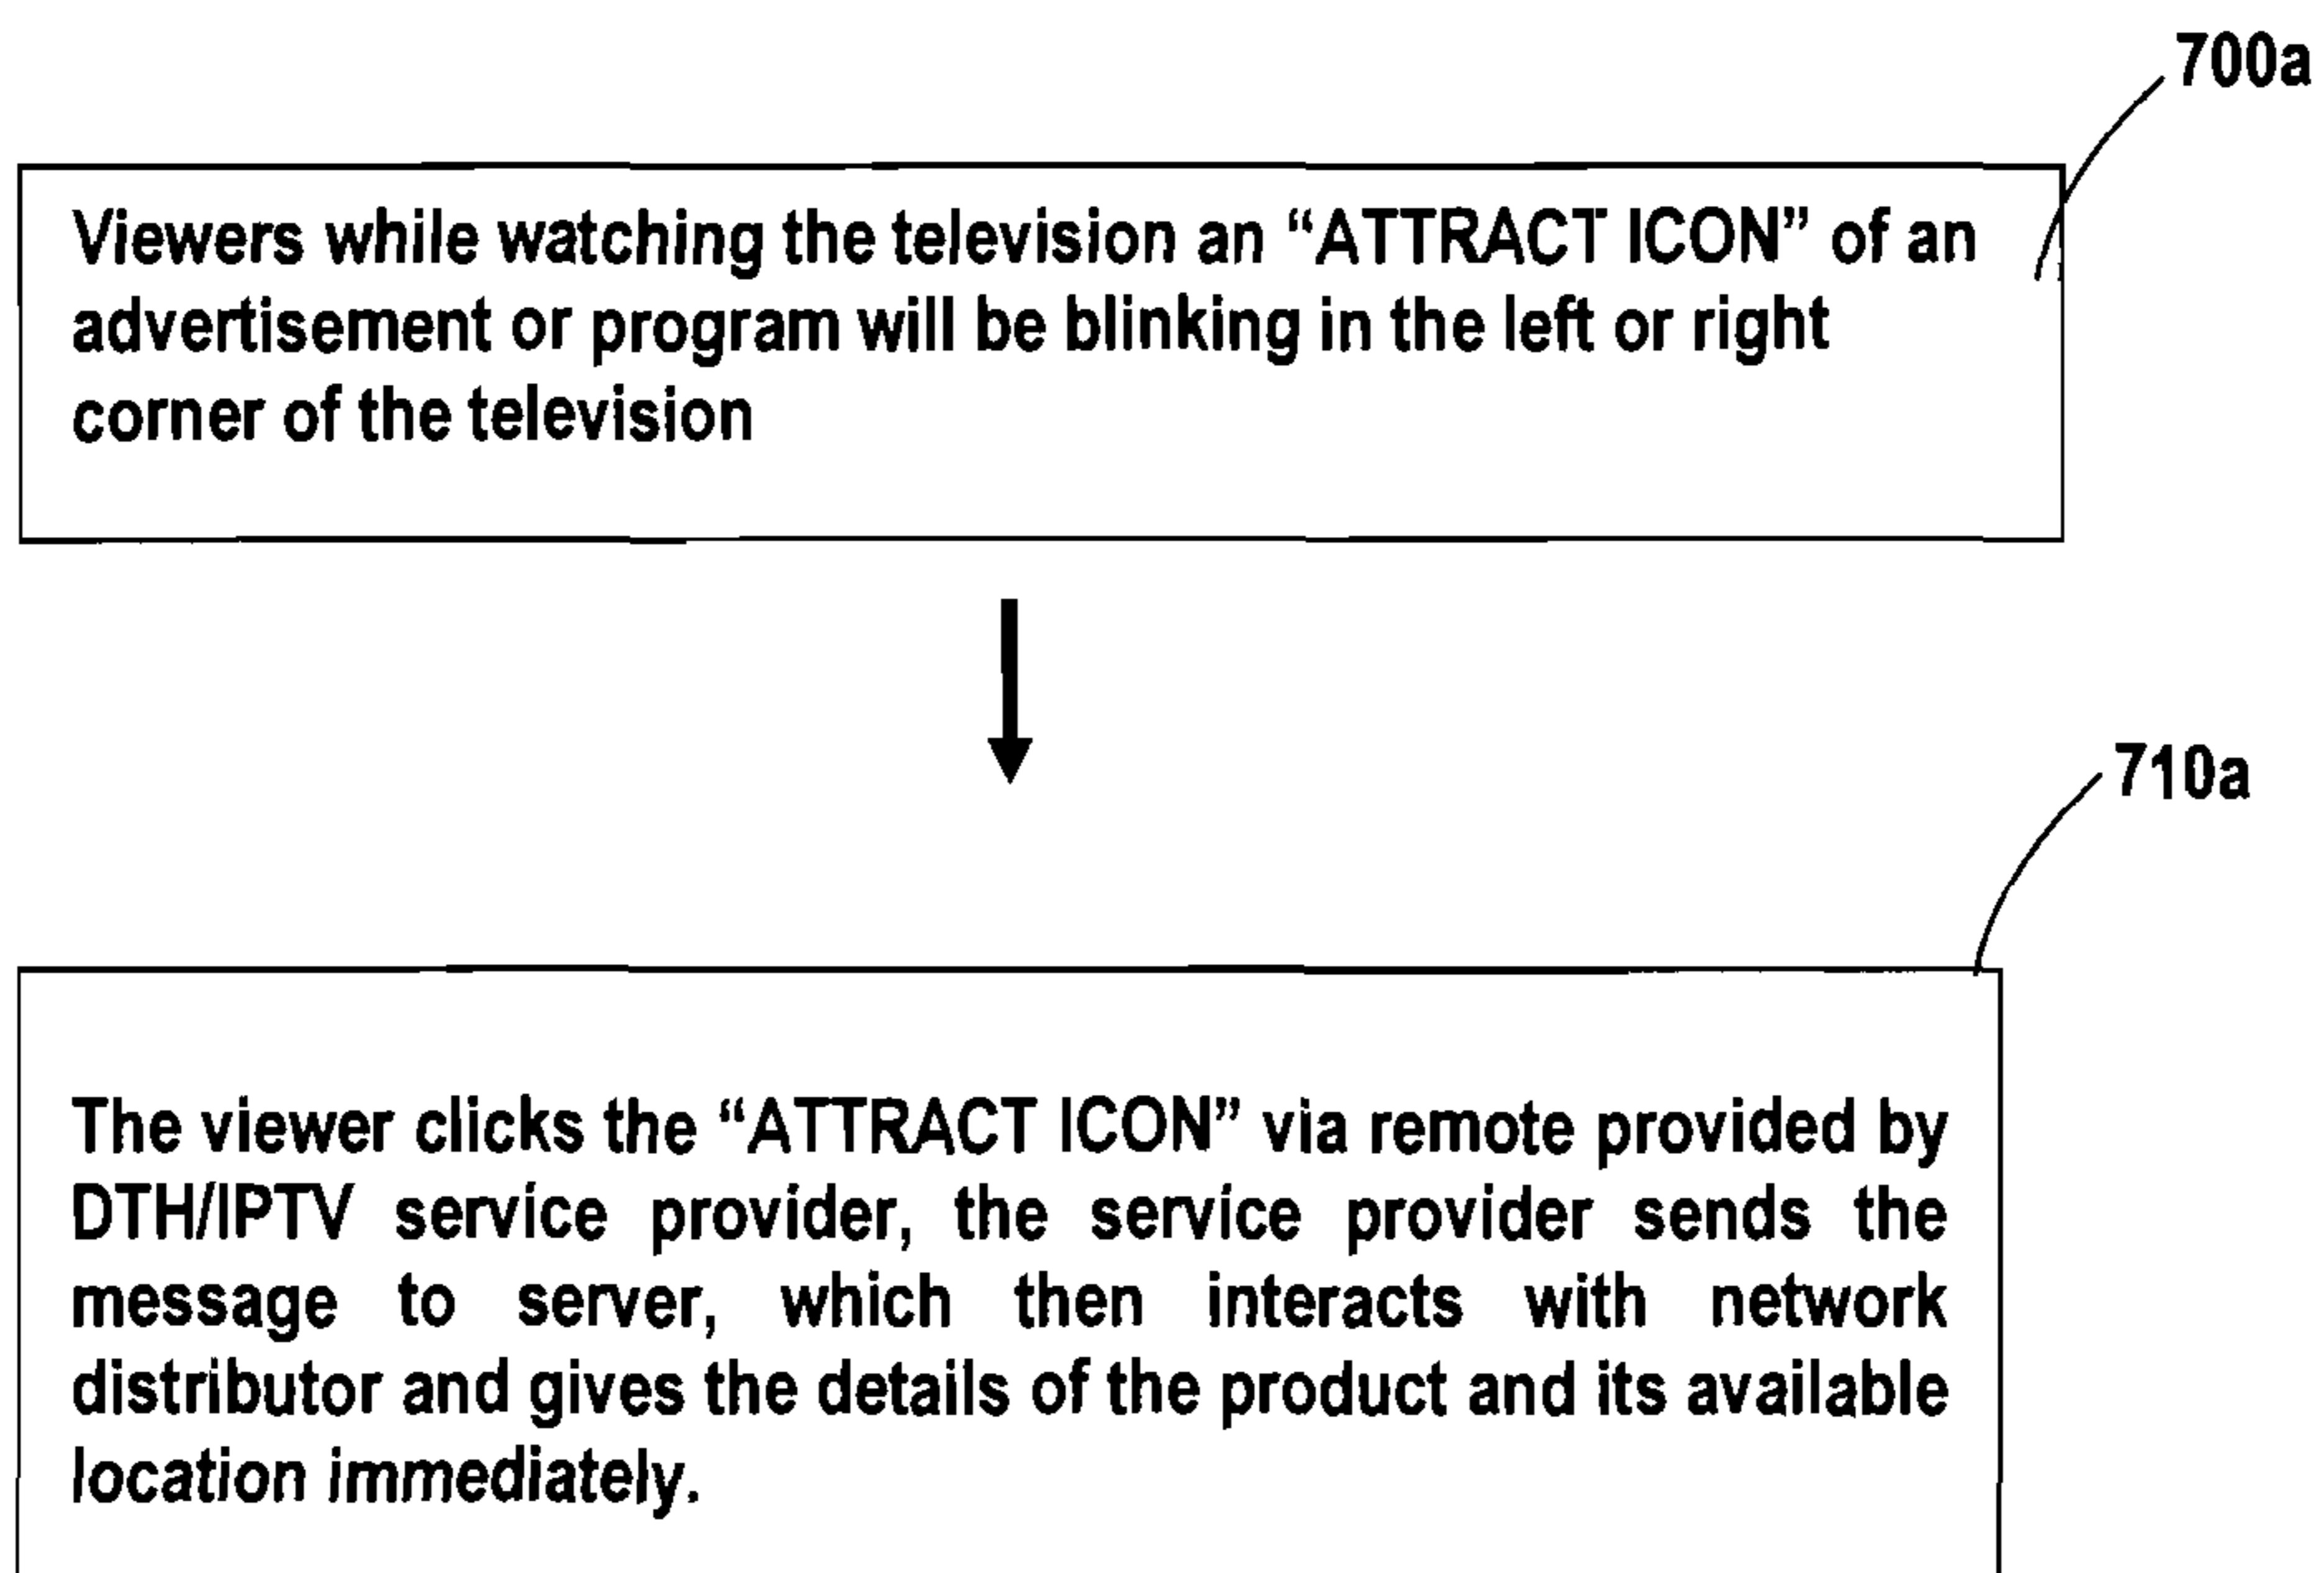 700a
Viewers while watching the television an “ATTRACT ICON” of an
advertisement or program will be blinking in the left or right
corner of the television
710a
The viewer clicks the “ATTRACT ICON” via remote provided by
DTH/IPTV service provider, the service provider sends the
message to server, which then interacts with network
distributor and gives the details of the product and its available
location immediately.